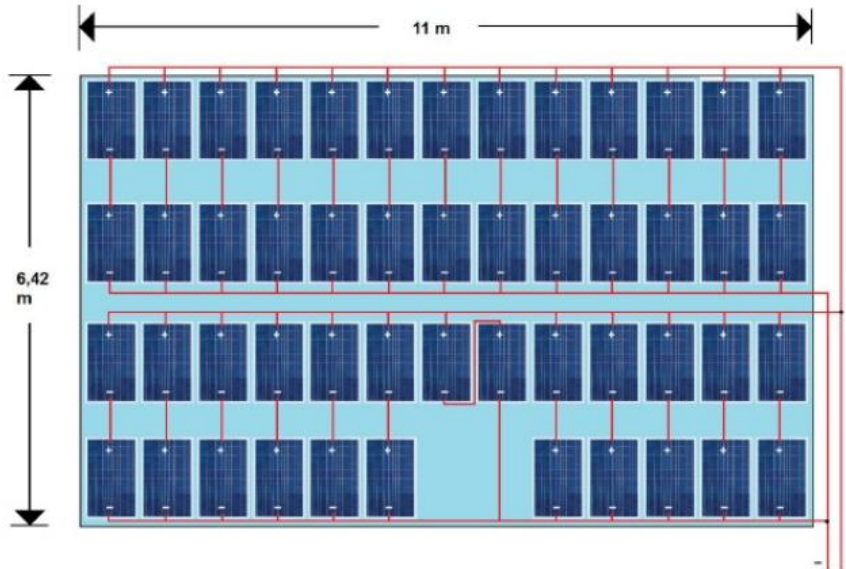 11 m
6,42
m
+ + + + + + + + + + + + +
− − − − − − − − − − − − −
+ + + + + + + + + + + + +
− − − − − − − − − − − − −
+ + + + + + + + + + + + +
− − − − − − − − − − − − −
+ + + + + + + + + + +
− − − − − − − − − − −
−